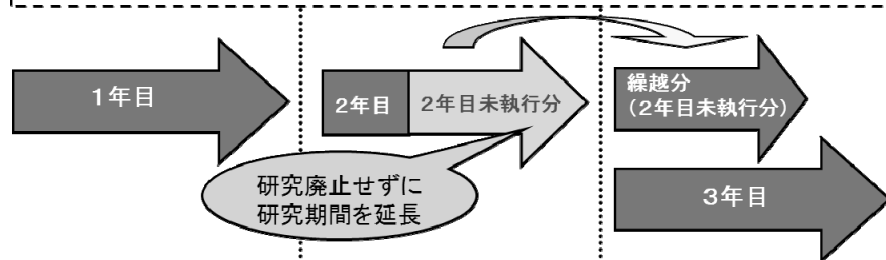 1年目
2年目
2年目未執行分
繰越分
(2年目未執行分)
研究廃止せずに
研究期間を延長
3年目